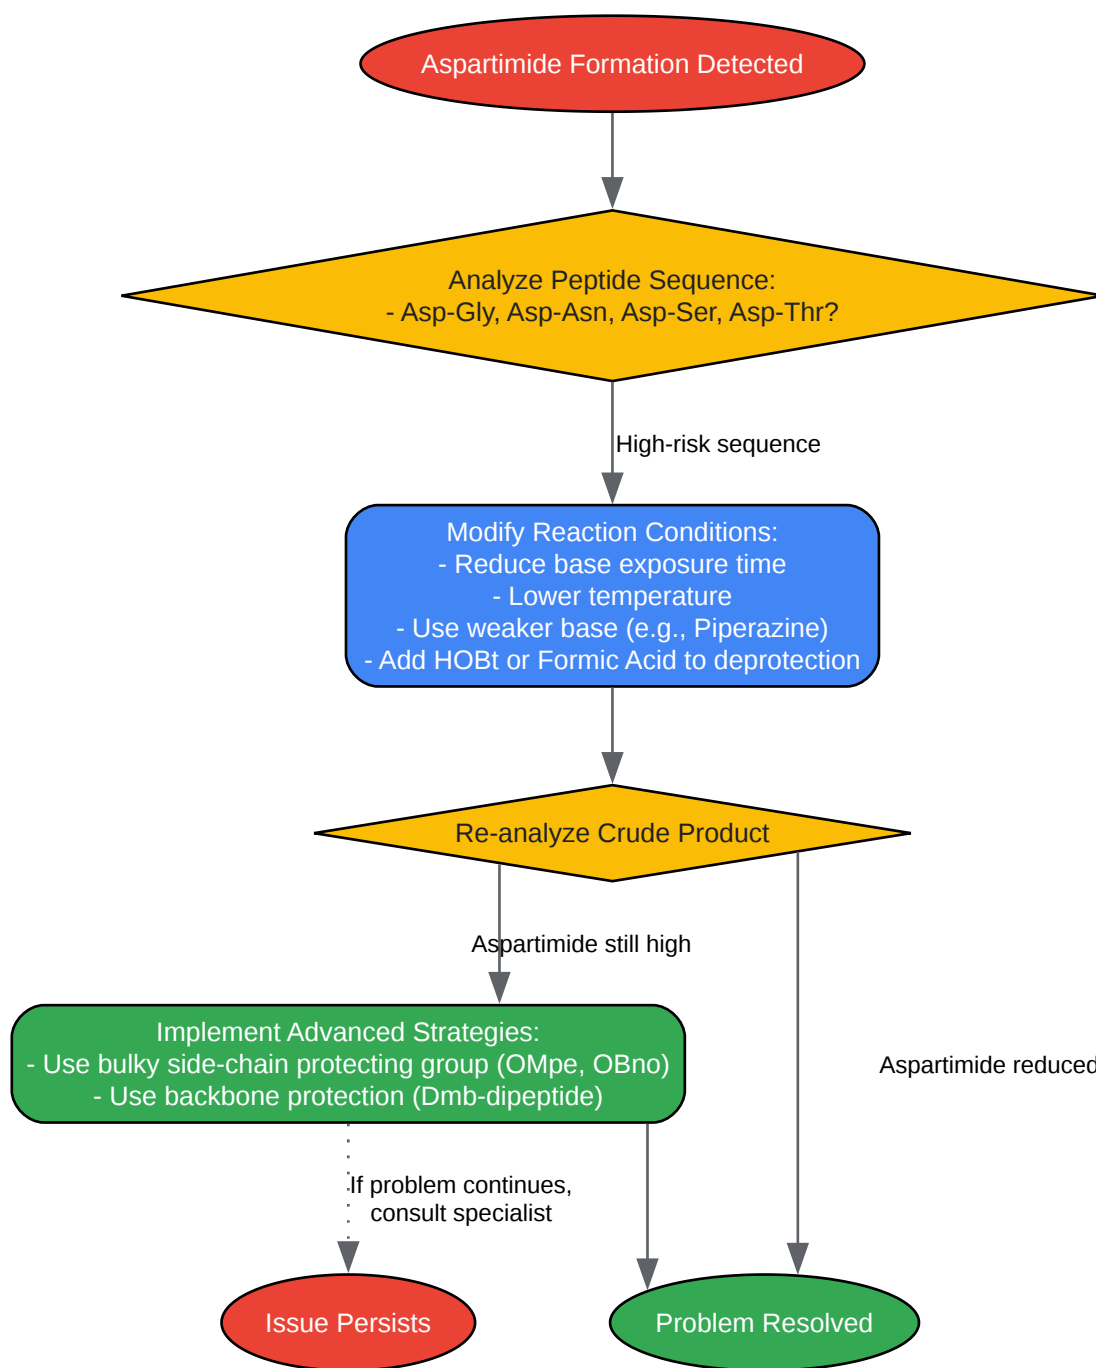 Aspartimide Formation Detected
Analyze Peptide Sequence:
- Asp-Gly, Asp-Asn, Asp-Ser, Asp-Thr?
High-risk sequence
Modify Reaction Conditions:
- Reduce base exposure time
- Lower temperature
- Use weaker base (e.g., Piperazine)
- Add HOBt or Formic Acid to deprotection
Re-analyze Crude Product
Aspartimide still high
Implement Advanced Strategies:
- Use bulky side-chain protecting group (OMpe, OBno)
- Use backbone protection (Dmb-dipeptide)
Aspartimide reduced
If problem continues,
consult specialist
Issue Persists
Problem Resolved